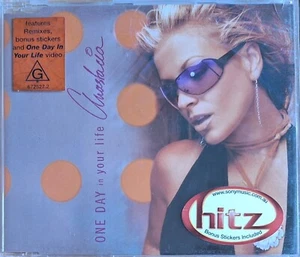 Features
Remixes,
bonus stickers
and One Day In
Your Life video
G
Anastacia
ONE DAY in your life
www.sonymusic.com.au
hitz
Bonus Stickers Included